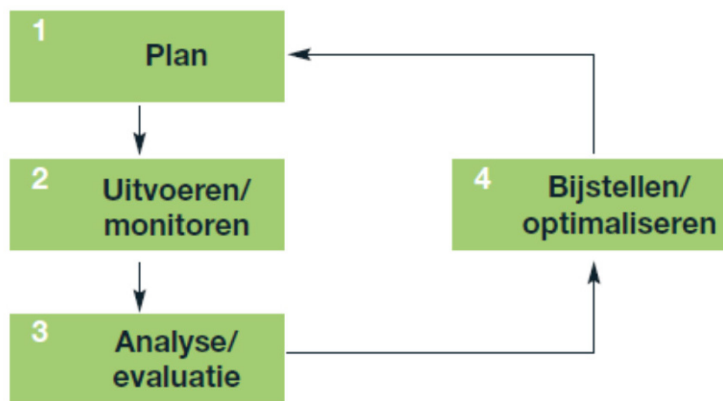 1
Plan
2
Uitvoeren/
monitoren
3
Analyse/
evaluatie
4
Bijstellen/
optimaliseren